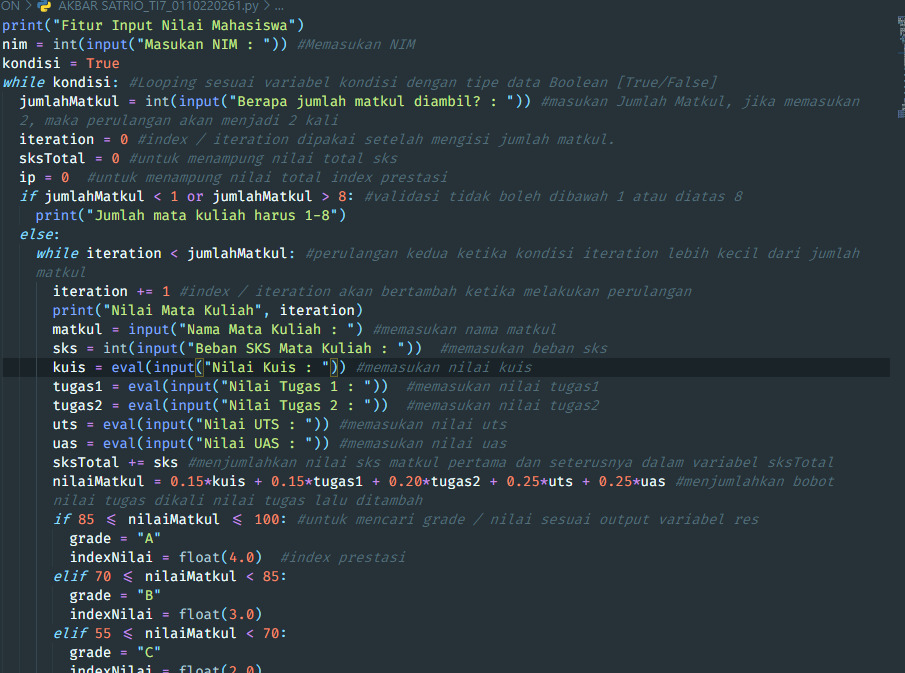 ON > AKBAR SATRIO_TI7_0110220261.py > ...
print("Fitur Input Nilai Mahasiswa")
nim = int(input("Masukan NIM : ")) #Memasukan NIM
kondisi = True
while kondisi: #Looping sesuai variabel kondisi dengan tipe data Boolean [True/False]
jumlahMatkul = int(input("Berapa jumlah matkul diambil? : ")) #masukan Jumlah Matkul, jika memasukan
2, maka perulangan akan menjadi 2 kali
iteration = 0 #index / iteration dipakai setelah mengisi jumlah matkul.
sksTotal = 0 #untuk menampung nilai total sks
ip = 0 #untuk menampung nilai total index prestasi
if jumlahMatkul < 1 or jumlahMatkul > 8: #validasi tidak boleh dibawah 1 atau diatas 8
print("Jumlah mata kuliah harus 1-8")
else:
while iteration < jumlahMatkul: #perulangan kedua ketika kondisi iteration lebih kecil dari jumlah
matkul
iteration += 1 #index / iteration akan bertambah ketika melakukan perulangan
print("Nilai Mata Kuliah", iteration)
matkul = input("Nama Mata Kuliah : ") #memasukan nama matkul
sks = int(input("Beban SKS Mata Kuliah : ")) #memasukan beban sks
kuis = eval(input("Nilai Kuis : ")) #memasukan nilai kuis
tugas1 = eval(input("Nilai Tugas 1 : ")) #memasukan nilai tugas1
tugas2 = eval(input("Nilai Tugas 2 : ")) #memasukan nilai tugas2
uts = eval(input("Nilai UTS : ")) #memasukan nilai uts
uas = eval(input("Nilai UAS : ")) #memasukan nilai uas
sksTotal += sks #menjumlahkan nilai sks matkul pertama dan seterusnya dalam variabel sksTotal
nilaiMatkul = 0.15*kuis + 0.15*tugas1 + 0.20*tugas2 + 0.25*uts + 0.25*uas #menjumlahkan bobot
nilai tugas dikali nilai tugas lalu ditambah
if 85 <= nilaiMatkul <= 100: #untuk mencari grade / nilai sesuai output variabel res
grade = "A"
indexNilai = float(4.0) #index prestasi
elif 70 <= nilaiMatkul < 85:
grade = "B"
indexNilai = float(3.0)
elif 55 <= nilaiMatkul < 70:
grade = "C"
indexNilai = float(2.0)